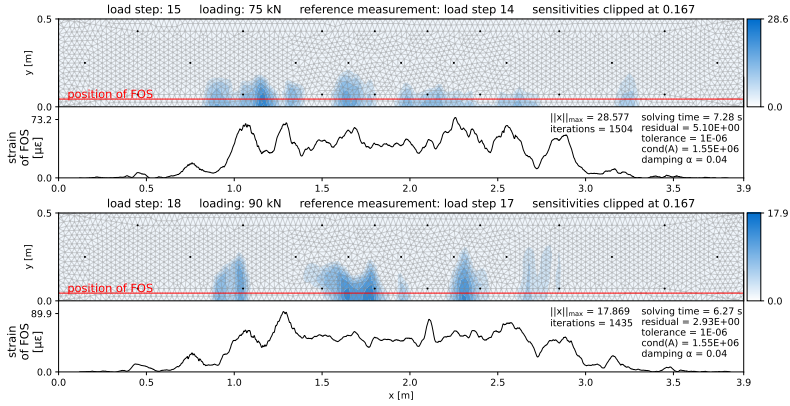 load step: 15 loading: 75 kN reference measurement: load step 14 sensitivities clipped at 0.167
0.5
28.6
y [m]
position of FOS
0.0
0.0
73.2
||x||max = 28.577
iterations = 1504
solving time = 7.28 s
residual = 5.10E+00
tolerance = 1E-06
cond(A) = 1.55E+06
damping α = 0.04
strain
of FOS
[µε]
0.0
0.0 0.5 1.0 1.5 2.0 2.5 3.0 3.5 3.9
load step: 18 loading: 90 kN reference measurement: load step 17 sensitivities clipped at 0.167
0.5
17.9
y [m]
position of FOS
0.0
0.0
89.9
||x||max = 17.869
iterations = 1435
solving time = 6.27 s
residual = 2.93E+00
tolerance = 1E-06
cond(A) = 1.55E+06
damping α = 0.04
strain
of FOS
[µε]
0.0
0.0 0.5 1.0 1.5 2.0 2.5 3.0 3.5 3.9
x [m]